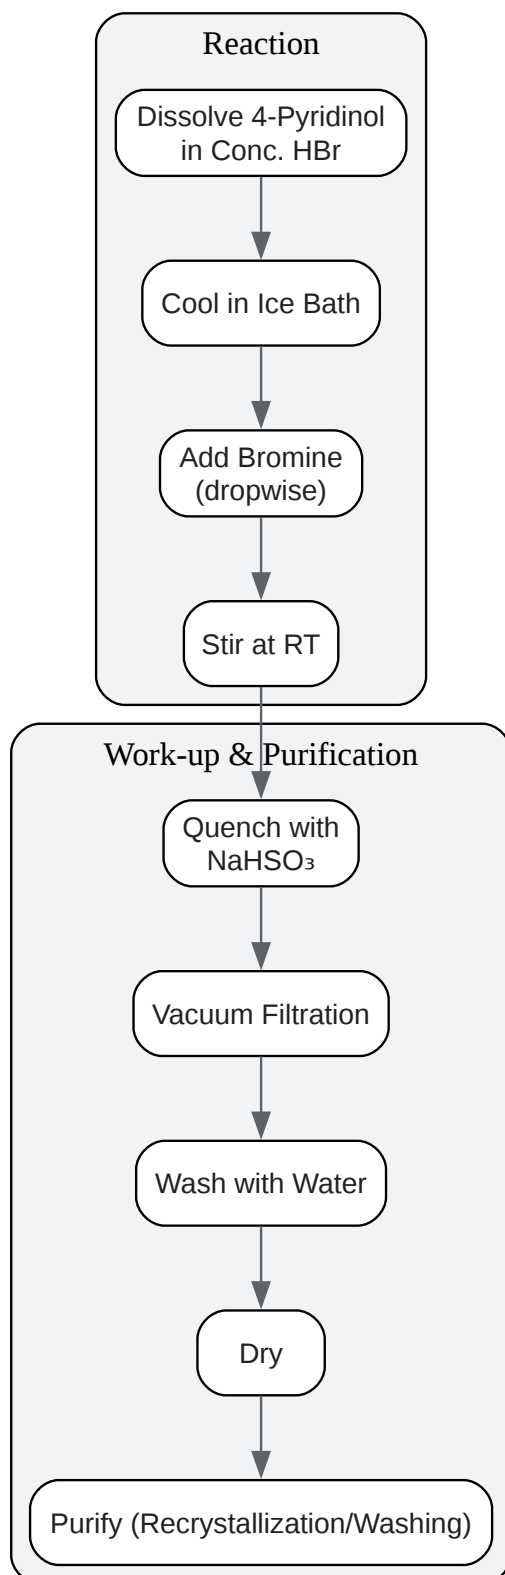 Reaction
Dissolve 4-Pyridinol
in Conc. HBr
Cool in Ice Bath
Add Bromine
(dropwise)
Stir at RT
Work-up & Purification
Quench with
NaHSO₃
Vacuum Filtration
Wash with Water
Dry
Purify (Recrystallization/Washing)